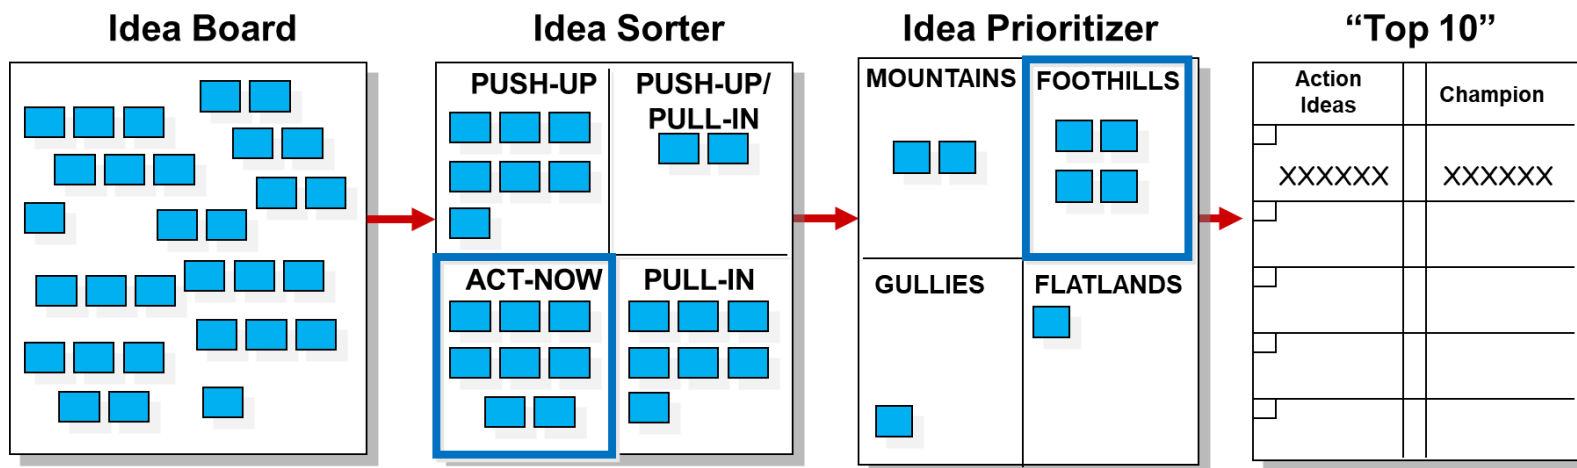 Idea Board
Idea Sorter
Idea Prioritizer
“Top 10”
PUSH-UP
PUSH-UP/
PULL-IN
ACT-NOW
PULL-IN
MOUNTAINS
FOOTHILLS
GULLIES
FLATLANDS
Action
Ideas
Champion
XXXXXX
XXXXXX